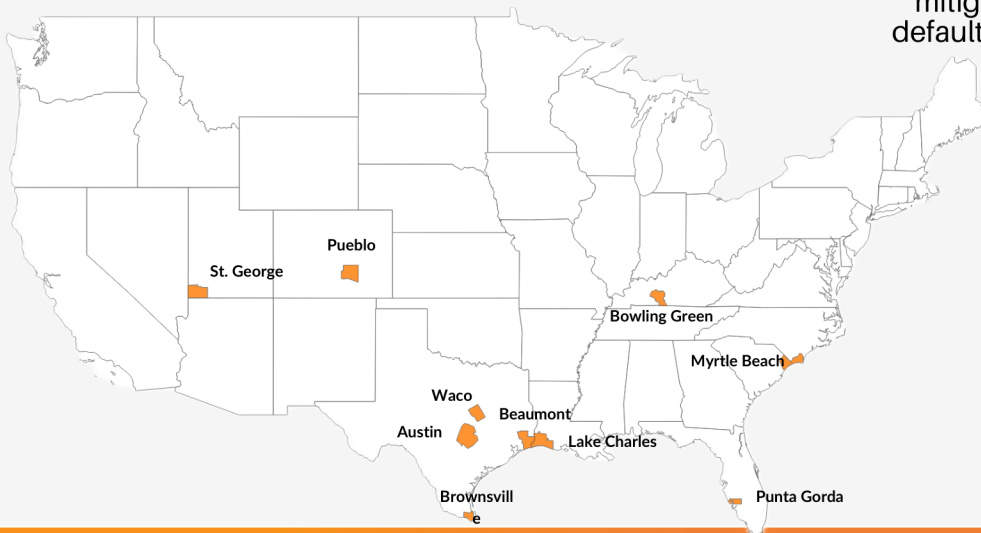 mitig
default
Pueblo
St. George
Bowling Green
Myrtle Beach
Waco
Beaumont
Austin
Lake Charles
Brownsvill
e
Punta Gorda